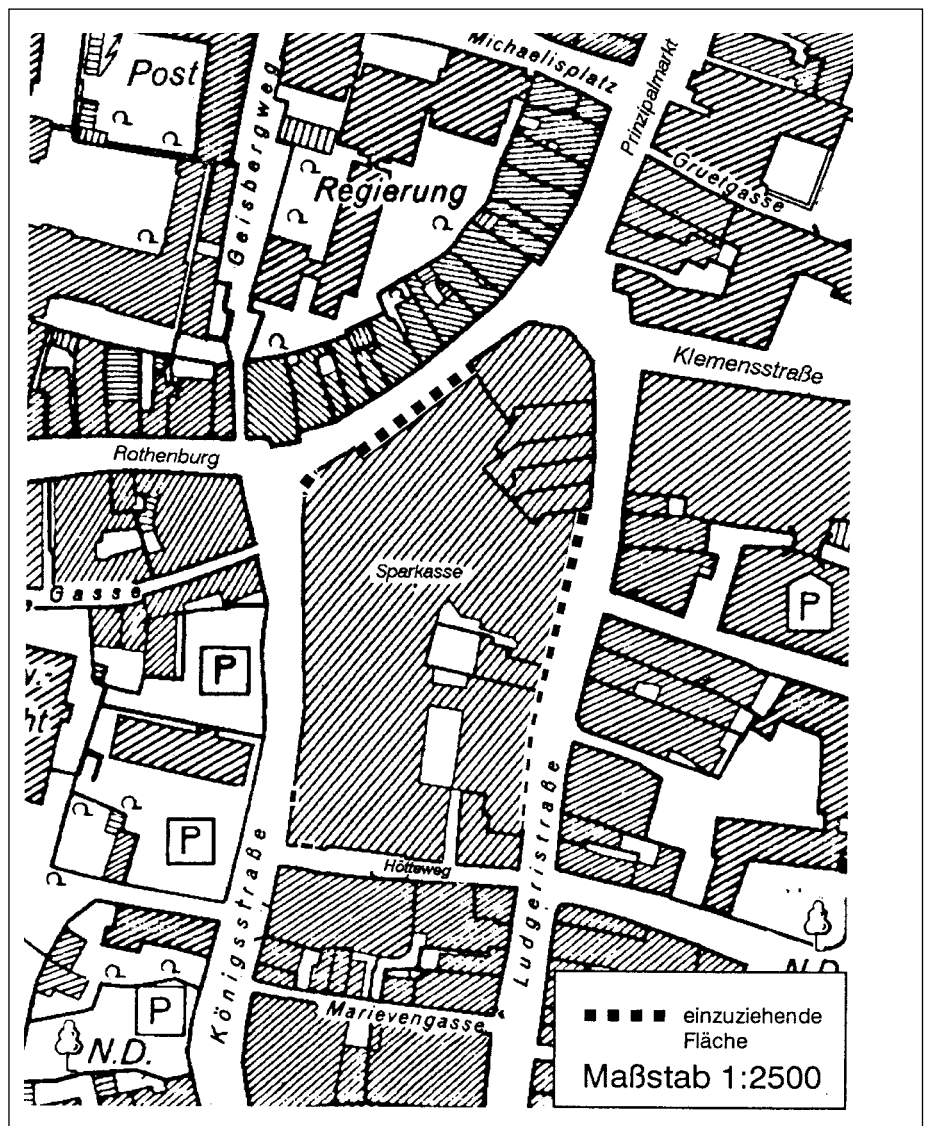 Michaelisplatz
Post
Prinzipalmarkt
Geisbergweg
Gruetgasse
Regierung
Klemensstraße
Rothenburg
Sparkasse
Gasse
P
P
P
Hötteweg
Königsstraße
Ludgeristraße
P
N.D.
Marievengasse
N.D.
einzuziehende
Fläche
Maßstab 1:2500